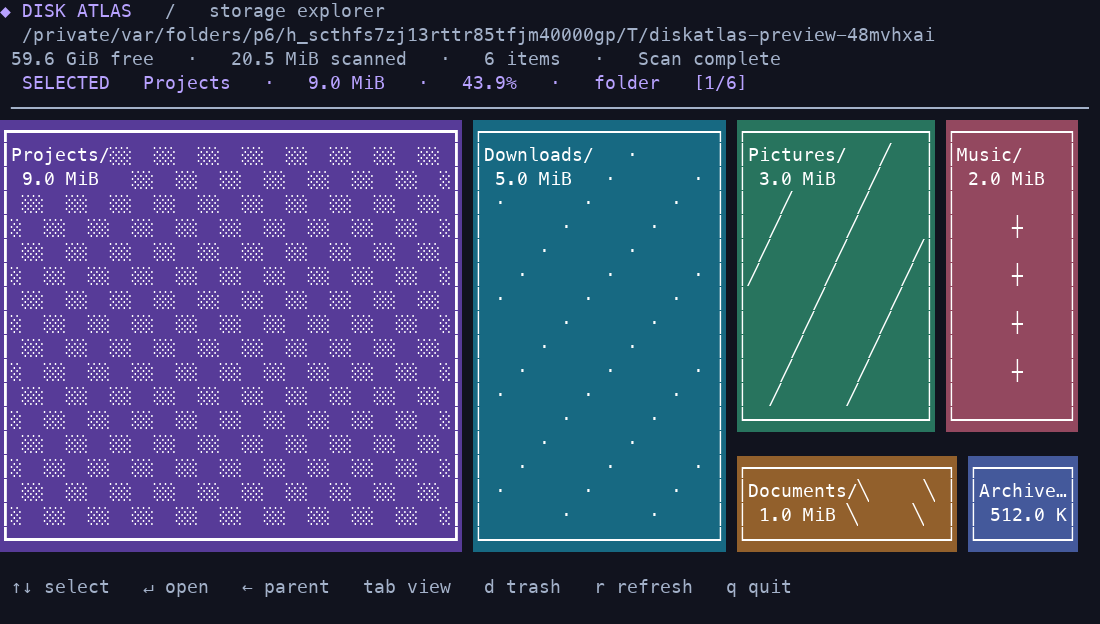 ◆ DISK ATLAS / storage explorer
/private/var/folders/p6/h_scthfs7zj13rttr85tfjm40000gp/T/diskatlas-preview-48mvhxai
59.6 GiB free · 20.5 MiB scanned · 6 items · Scan complete
SELECTED Projects · 9.0 MiB · 43.9% · folder [1/6]
Projects/
9.0 MiB
Downloads/
5.0 MiB
Pictures/
3.0 MiB
Music/
2.0 MiB
Documents/
1.0 MiB
Archive…
512.0 K
↑↓ select ↵ open ← parent tab view d trash r refresh q quit